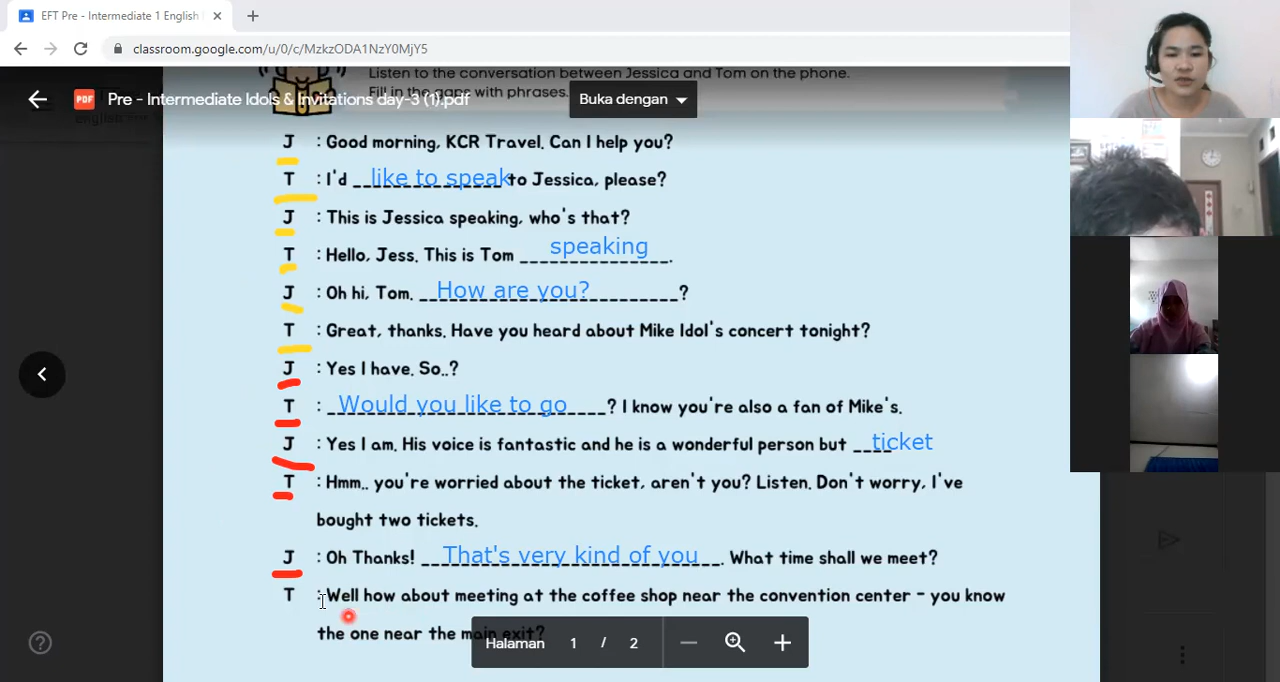 EFT Pre - Intermediate 1 English
classroom.google.com/u/0/c/MzkzODA1NzY0MjY5
Listen to the conversation between Jessica and Tom on the phone.
Fill in the gaps with phrases.
PDF Pre - Intermediate Idols & Invitations day-3 (1).pdf
Buka dengan
J : Good morning, KCR Travel. Can I help you?
T : I'd ______________ like to speak to Jessica, please?
J : This is Jessica speaking, who's that?
T : Hello, Jess. This is Tom ______________ speaking.
J : Oh hi, Tom. ______________ How are you? ?
T : Great, thanks. Have you heard about Mike Idol's concert tonight?
J : Yes I have. So..?
T : ______________ Would you like to go ? I know you're also a fan of Mike's.
J : Yes I am. His voice is fantastic and he is a wonderful person but ____ ticket
T : Hmm.. you're worried about the ticket, aren't you? Listen. Don't worry, I've
bought two tickets.
J : Oh Thanks! ______________ That's very kind of you . What time shall we meet?
T : Well how about meeting at the coffee shop near the convention center - you know
the one near the main exit?
Halaman 1 / 2